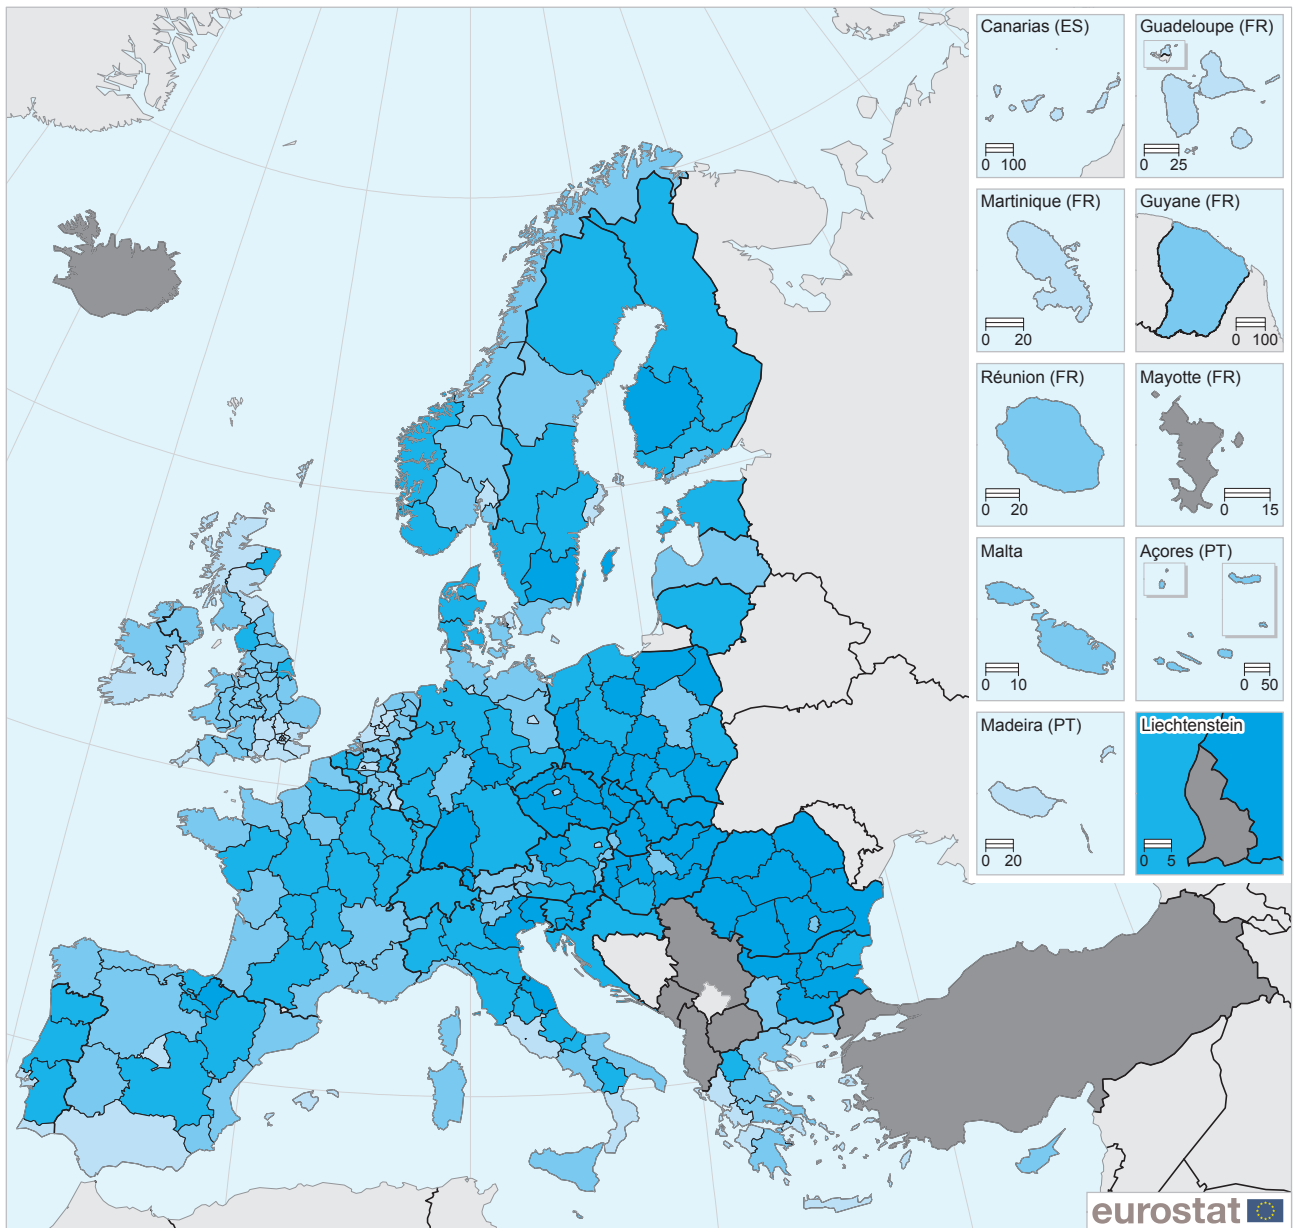 Canarias (ES)
0 100
Guadeloupe (FR)
0 25
Martinique (FR)
0 20
Guyane (FR)
0 100
Réunion (FR)
0 20
Mayotte (FR)
0 15
Malta
0 10
Açores (PT)
0 50
Madeira (PT)
0 20
Liechtenstein
0 5
eurostat